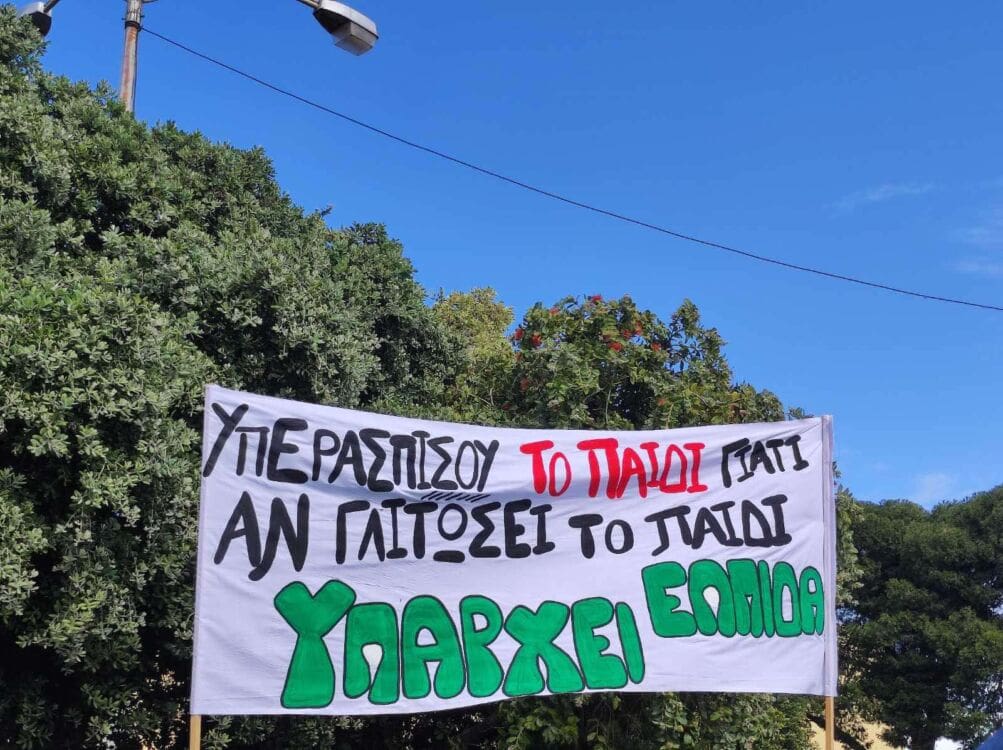 ΥΠΕΡΑΣΠΙΣΟΥ ΤΟ ΠΑΙΔΙ ΓΙΑΤΙ
ΑΝ ΓΛΙΤΩΣΕΙ ΤΟ ΠΑΙΔΙ
ΥΠΑΡΧΕΙ ΕΛΠΙΔΑ